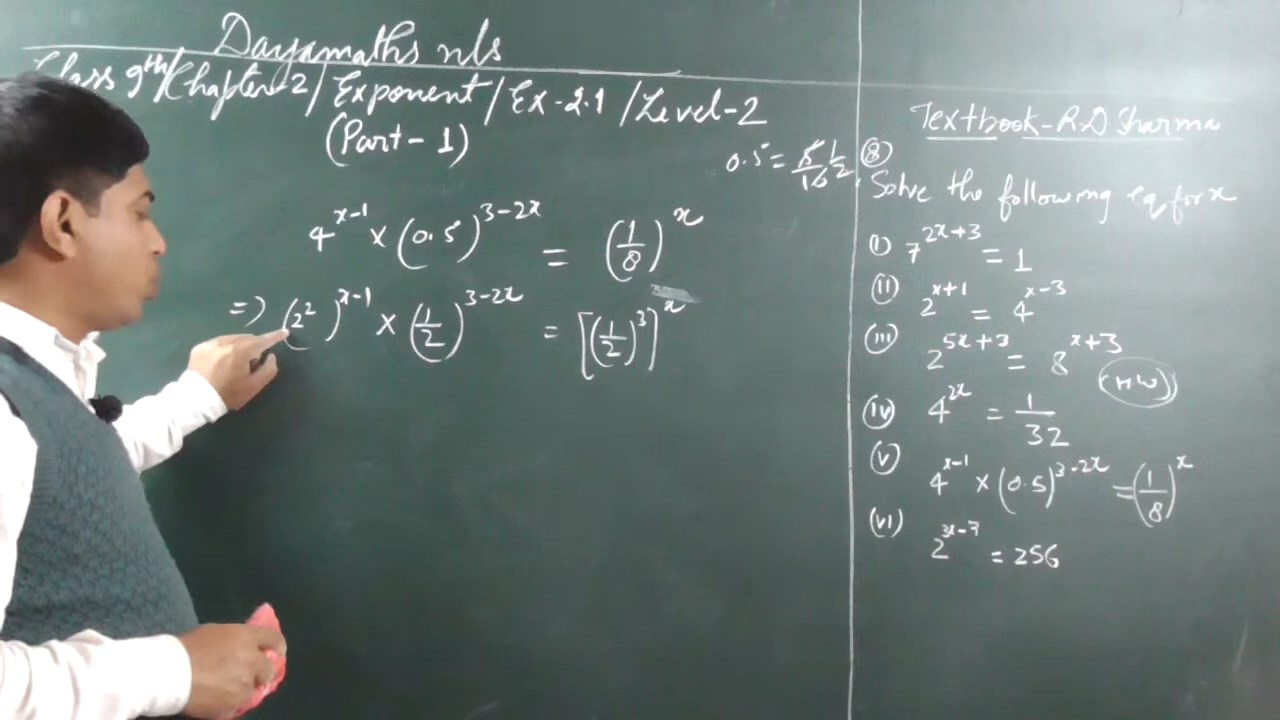 Dayamaths nls
Class 9th/Chapter-2/Exponent/Ex-2.1/Level-2
(Part-1)
0.5 = 5/10 1/2
4^(x-1) × (0.5)^(3-2x) = (1/8)^x
=> (2^2)^(x-1) × (1/2)^(3-2x) = [(1/2)^3]^x
Textbook-RD Sharma
⑧ Solve the following eq for x
(i) 7^(2x+3) = 1
(ii) 2^(x+1) = 4^(x-3)
(iii) 2^(5x+3) = 8^(x+3)
(HW)
(iv) 4^(2x) = 1/32
(v) 4^(x-1) × (0.5)^(3-2x) = (1/8)^x
(vi) 2^(3x-7) = 256